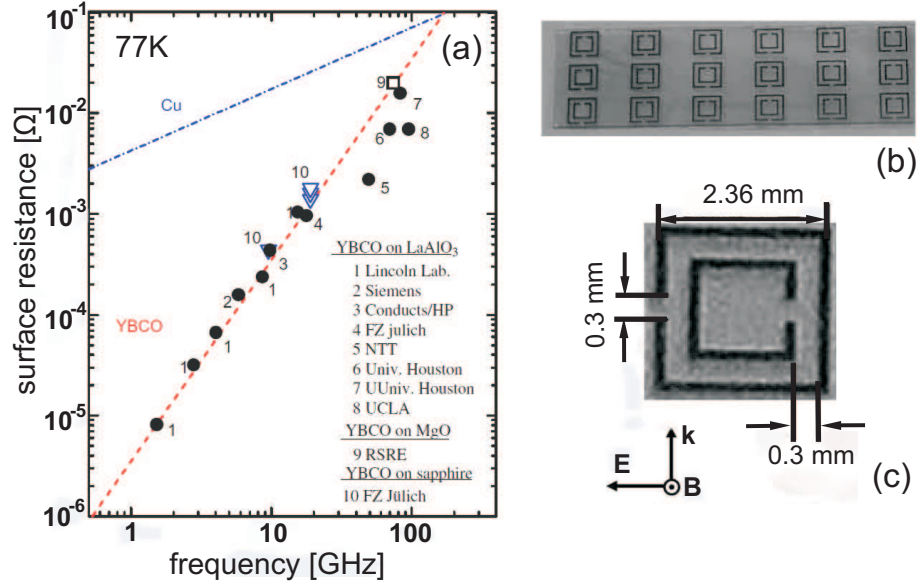 77K
(a)
surface resistance [Ω]
10^-1
10^-2
10^-3
10^-4
10^-5
10^-6
Cu
YBCO
9
7
6
8
5
10
1
4
10
3
1
2
1
1
1
YBCO on LaAlO₃
1 Lincoln Lab.
2 Siemens
3 Conducts/HP
4 FZ julich
5 NTT
6 Univ. Houston
7 UUniv. Houston
8 UCLA
YBCO on MgO
9 RSRE
YBCO on sapphire
10 FZ Jülich
1
10
100
frequency [GHz]
(b)
2.36 mm
0.3 mm
0.3 mm
k
E
B
(c)